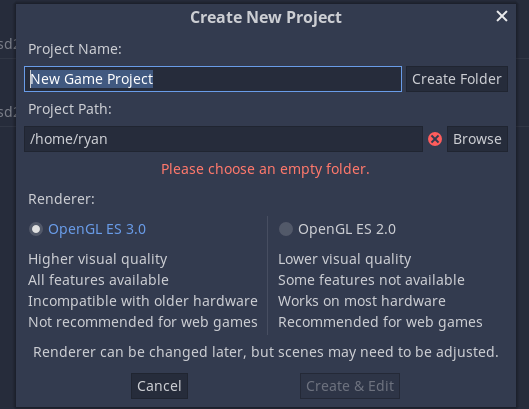 Create New Project
Project Name:
New Game Project
Create Folder
Project Path:
/home/ryan
Browse
Please choose an empty folder.
Renderer:
OpenGL ES 3.0
Higher visual quality
All features available
Incompatible with older hardware
Not recommended for web games
OpenGL ES 2.0
Lower visual quality
Some features not available
Works on most hardware
Recommended for web games
Renderer can be changed later, but scenes may need to be adjusted.
Cancel
Create & Edit